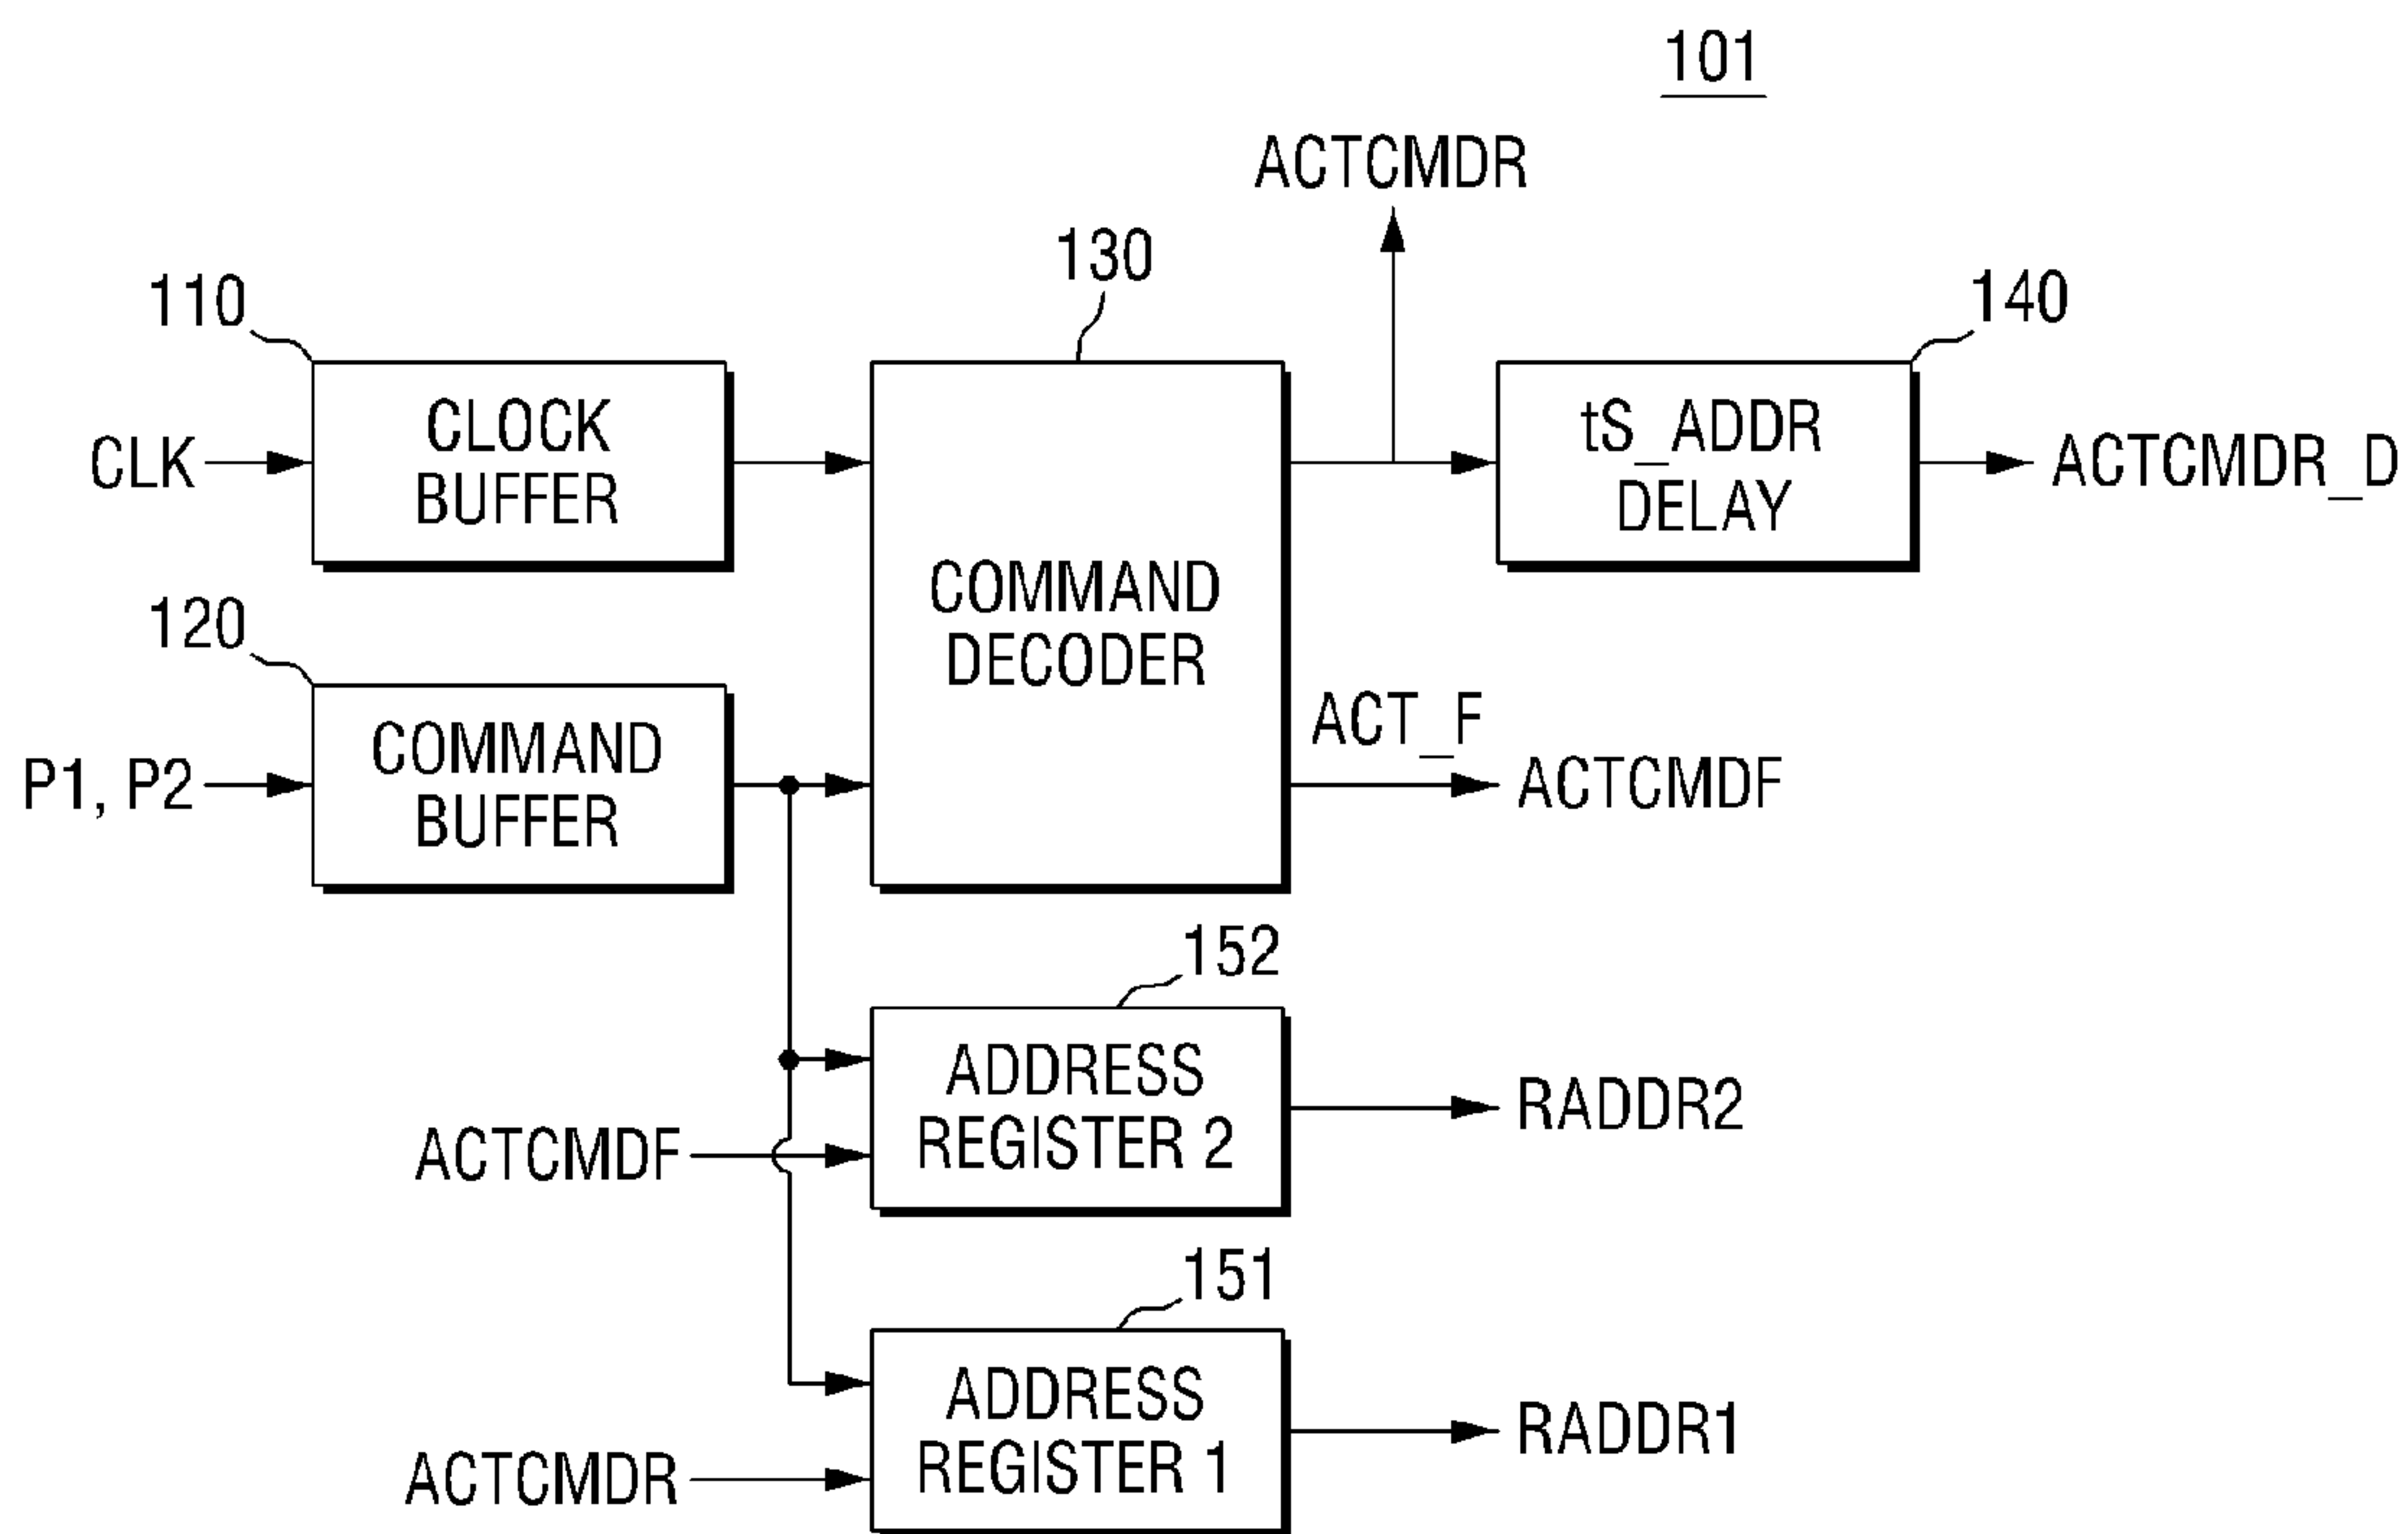 101
ACTCMDR
130
110
140
CLOCK
BUFFER
tS_ADDR
DELAY
CLK
ACTCMDR_D
COMMAND
DECODER
120
COMMAND
BUFFER
ACT_F
P1, P2
ACTCMDF
152
ADDRESS
REGISTER 2
RADDR2
ACTCMDF
151
ADDRESS
REGISTER 1
RADDR1
ACTCMDR